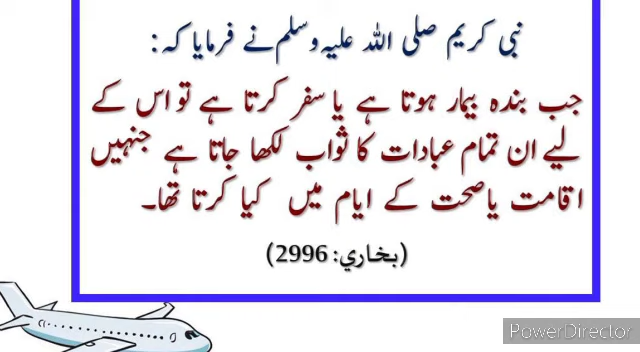 نبی کریم صلی اللہ علیہ وسلم نے فرمایا کہ:
جب بندہ بیمار ہوتا ہے یا سفر کرتا ہے تو اس کے
لیے ان تمام عبادات کا ثواب لکھا جاتا ہے جنہیں
اقامت یا صحت کے ایام میں کیا کرتا تھا۔
(بخاري: 2996)
PowerDirector